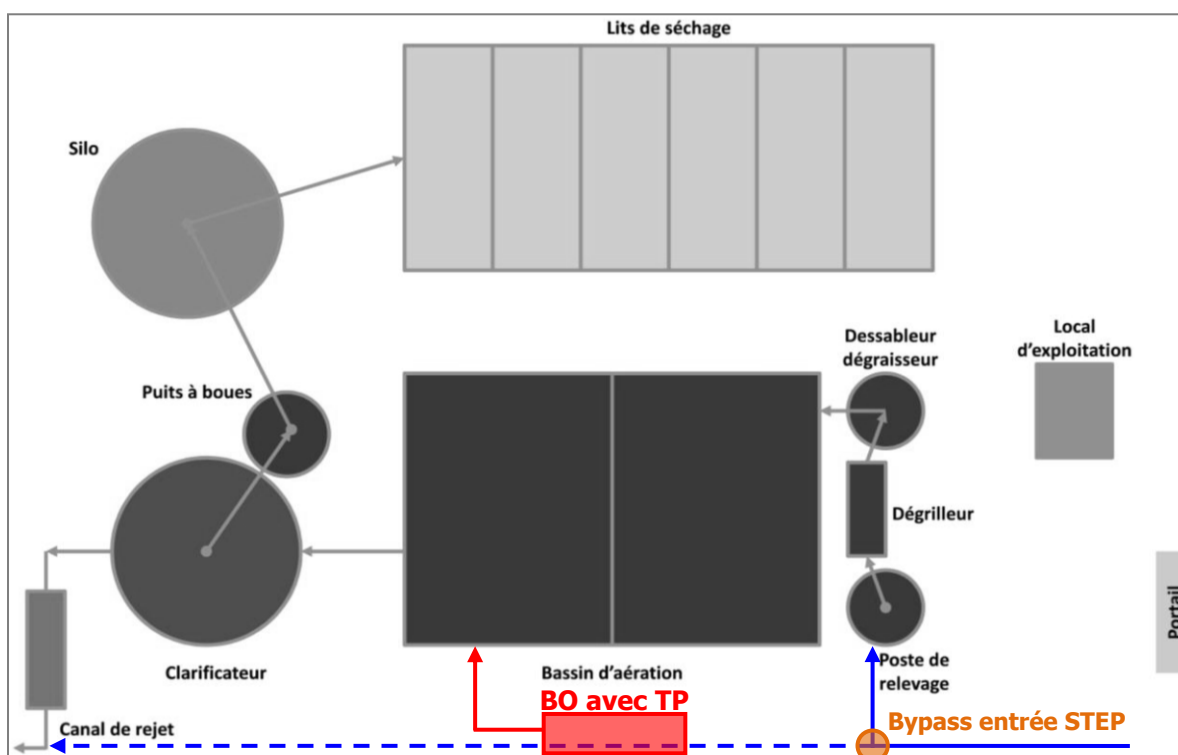 Lits de séchage
Silo
Dessableur
dégraisseur
Local
d'exploitation
Puits à boues
Dégrilleur
Portail
Clarificateur
Bassin d'aération
Poste de
relevage
BO avec TP
Bypass entrée STEP
Canal de rejet